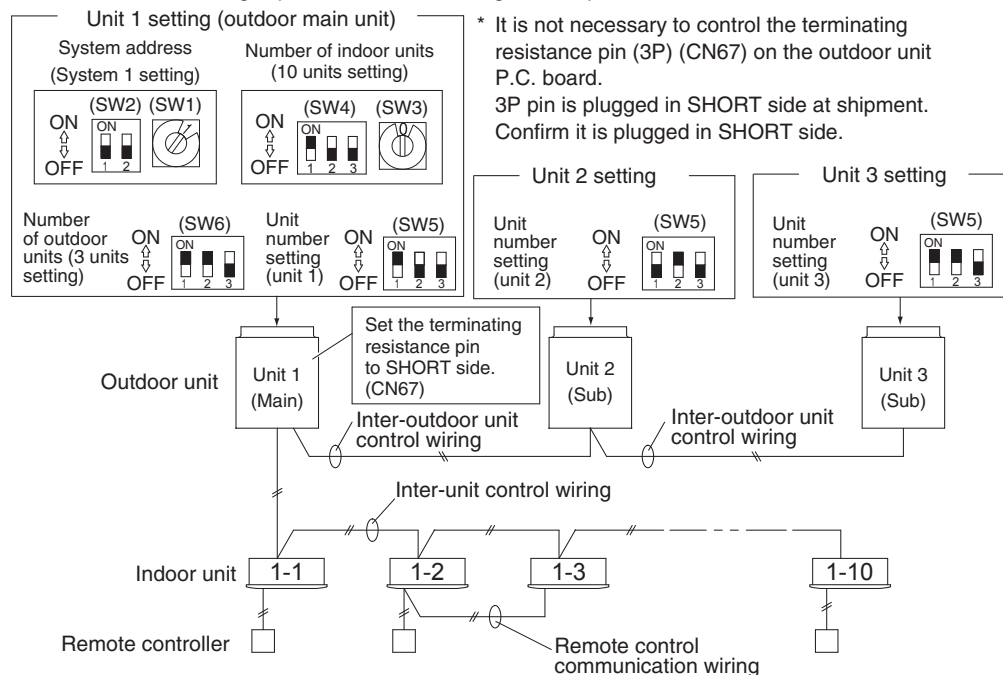 Unit 1 setting (outdoor main unit)
System address
(System 1 setting)
Number of indoor units
(10 units setting)
ON
OFF
(SW2)
(SW1)
ON
1 2
ON
OFF
(SW4)
(SW3)
ON
1 2 3
0
Number
of outdoor
units (3 units
setting)
ON
OFF
(SW6)
ON
1 2 3
Unit
number
setting
(unit 1)
ON
OFF
(SW5)
ON
1 2 3
* It is not necessary to control the terminating
resistance pin (3P) (CN67) on the outdoor unit
P.C. board.
3P pin is plugged in SHORT side at shipment.
Confirm it is plugged in SHORT side.
Unit 2 setting
Unit
number
setting
(unit 2)
ON
OFF
(SW5)
ON
1 2 3
Unit 3 setting
Unit
number
setting
(unit 3)
ON
OFF
(SW5)
ON
1 2 3
Outdoor unit
Unit 1
(Main)
Set the terminating
resistance pin
to SHORT side.
(CN67)
Unit 2
(Sub)
Unit 3
(Sub)
Inter-outdoor unit
control wiring
Inter-outdoor unit
control wiring
Inter-unit control wiring
Indoor unit
1-1
1-2
1-3
1-10
Remote controller
Remote control
communication wiring